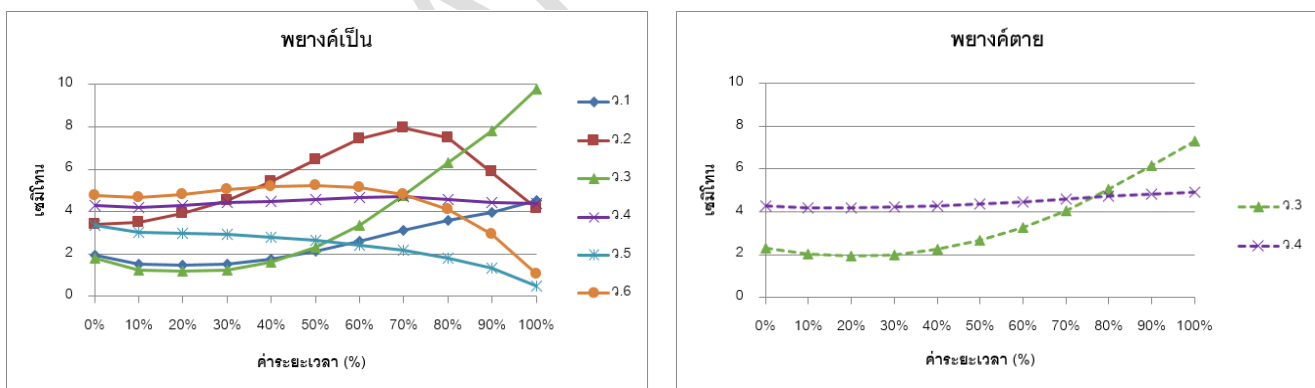 พยางค์เป็น
10
8
6
4
2
0
เซมิโทน
0% 10% 20% 30% 40% 50% 60% 70% 80% 90% 100%
ค่าระยะเวลา (%)
ว.1
ว.2
ว.3
ว.4
ว.5
ว.6
พยางค์ตาย
10
8
6
4
2
0
เซมิโทน
0% 10% 20% 30% 40% 50% 60% 70% 80% 90% 100%
ค่าระยะเวลา (%)
ว.3
ว.4